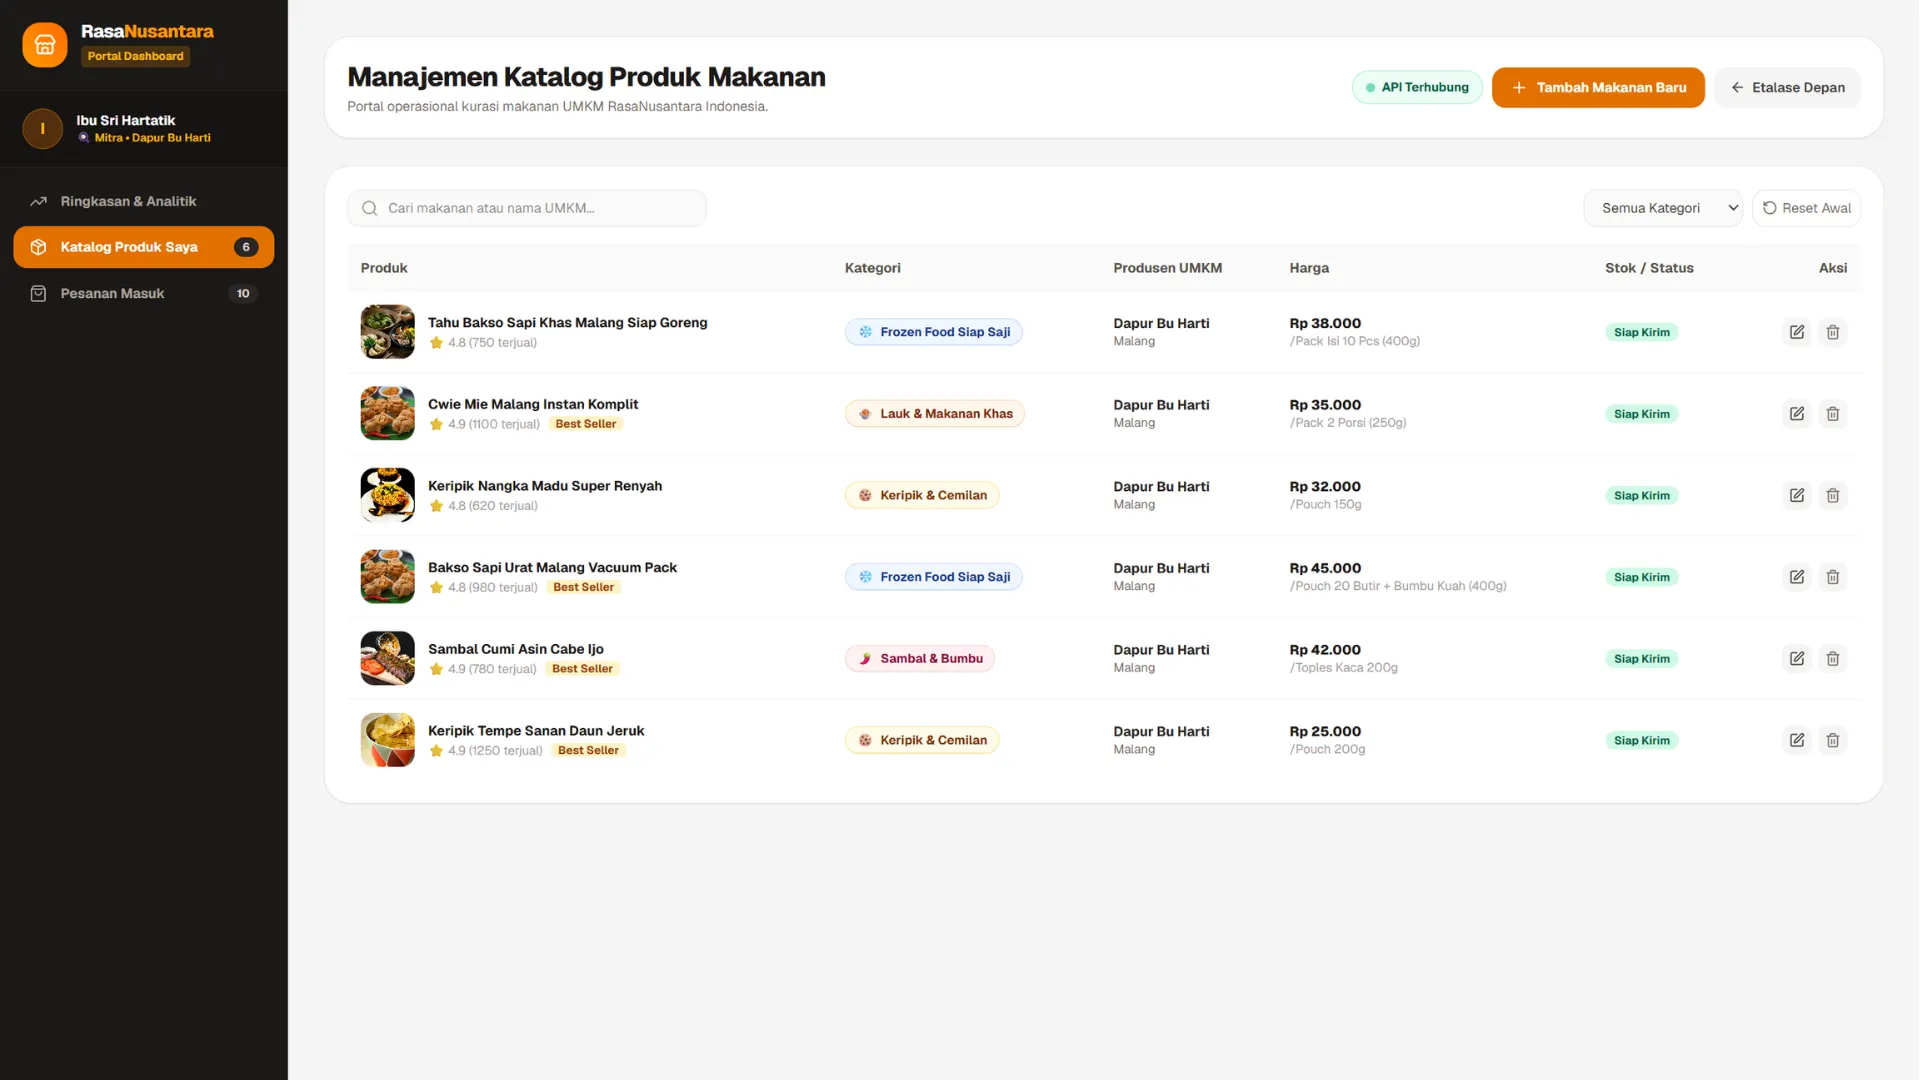 RasaNusantara
Portal Dashboard
I
Ibu Sri Hartatik
Mitra • Dapur Bu Harti
Ringkasan & Analitik
Katalog Produk Saya 6
Pesanan Masuk 10
Manajemen Katalog Produk Makanan
Portal operasional kurasi makanan UMKM RasaNusantara Indonesia.
API Terhubung
Tambah Makanan Baru
Etalase Depan
Cari makanan atau nama UMKM...
Semua Kategori
Reset Awal
Produk Kategori Produsen UMKM Harga Stok / Status Aksi
Tahu Bakso Sapi Khas Malang Siap Goreng
4.8 (750 terjual)
Frozen Food Siap Saji
Dapur Bu Harti
Malang
Rp 38.000
/Pack Isi 10 Pcs (400g)
Siap Kirim
Cwie Mie Malang Instan Komplit
4.9 (1100 terjual) Best Seller
Lauk & Makanan Khas
Dapur Bu Harti
Malang
Rp 35.000
/Pack 2 Porsi (250g)
Siap Kirim
Keripik Nangka Madu Super Renyah
4.8 (620 terjual)
Keripik & Cemilan
Dapur Bu Harti
Malang
Rp 32.000
/Pouch 150g
Siap Kirim
Bakso Sapi Urat Malang Vacuum Pack
4.8 (980 terjual) Best Seller
Frozen Food Siap Saji
Dapur Bu Harti
Malang
Rp 45.000
/Pouch 20 Butir + Bumbu Kuah (400g)
Siap Kirim
Sambal Cumi Asin Cabe Ijo
4.9 (780 terjual) Best Seller
Sambal & Bumbu
Dapur Bu Harti
Malang
Rp 42.000
/Toples Kaca 200g
Siap Kirim
Keripik Tempe Sanan Daun Jeruk
4.9 (1250 terjual) Best Seller
Keripik & Cemilan
Dapur Bu Harti
Malang
Rp 25.000
/Pouch 200g
Siap Kirim